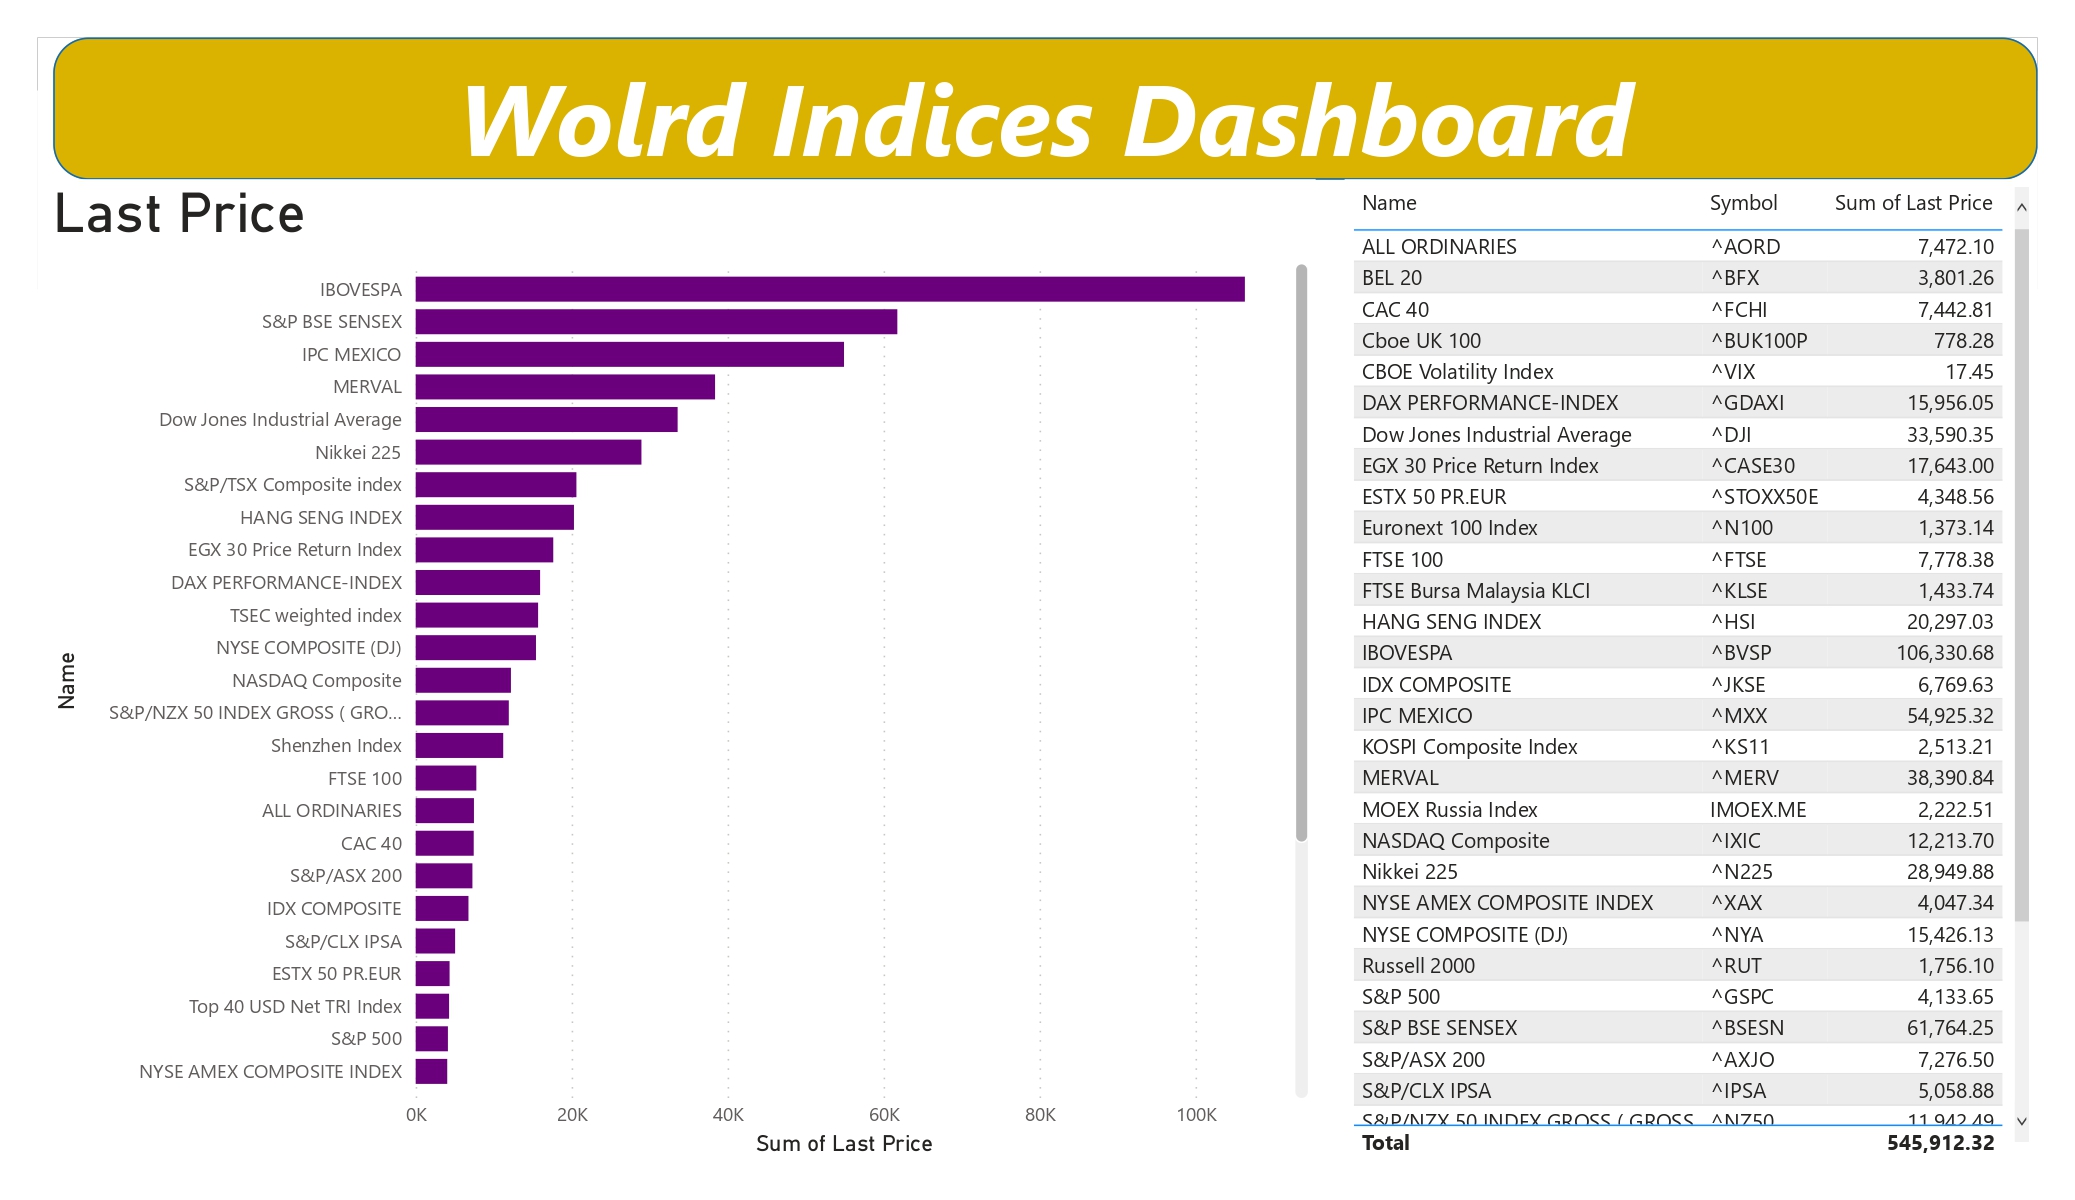 Wolrd Indices Dashboard
Last Price
Name
IBOVESPA
S&P BSE SENSEX
IPC MEXICO
MERVAL
Dow Jones Industrial Average
Nikkei 225
S&P/TSX Composite index
HANG SENG INDEX
EGX 30 Price Return Index
DAX PERFORMANCE-INDEX
TSEC weighted index
NYSE COMPOSITE (DJ)
NASDAQ Composite
S&P/NZX 50 INDEX GROSS ( GRO...
Shenzhen Index
FTSE 100
ALL ORDINARIES
CAC 40
S&P/ASX 200
IDX COMPOSITE
S&P/CLX IPSA
ESTX 50 PR.EUR
Top 40 USD Net TRI Index
S&P 500
NYSE AMEX COMPOSITE INDEX
0K 20K 40K 60K 80K 100K
Sum of Last Price
Name Symbol Sum of Last Price
ALL ORDINARIES ^AORD 7,472.10
BEL 20 ^BFX 3,801.26
CAC 40 ^FCHI 7,442.81
Cboe UK 100 ^BUK100P 778.28
CBOE Volatility Index ^VIX 17.45
DAX PERFORMANCE-INDEX ^GDAXI 15,956.05
Dow Jones Industrial Average ^DJI 33,590.35
EGX 30 Price Return Index ^CASE30 17,643.00
ESTX 50 PR.EUR ^STOXX50E 4,348.56
Euronext 100 Index ^N100 1,373.14
FTSE 100 ^FTSE 7,778.38
FTSE Bursa Malaysia KLCI ^KLSE 1,433.74
HANG SENG INDEX ^HSI 20,297.03
IBOVESPA ^BVSP 106,330.68
IDX COMPOSITE ^JKSE 6,769.63
IPC MEXICO ^MXX 54,925.32
KOSPI Composite Index ^KS11 2,513.21
MERVAL ^MERV 38,390.84
MOEX Russia Index IMOEX.ME 2,222.51
NASDAQ Composite ^IXIC 12,213.70
Nikkei 225 ^N225 28,949.88
NYSE AMEX COMPOSITE INDEX ^XAX 4,047.34
NYSE COMPOSITE (DJ) ^NYA 15,426.13
Russell 2000 ^RUT 1,756.10
S&P 500 ^GSPC 4,133.65
S&P BSE SENSEX ^BSESN 61,764.25
S&P/ASX 200 ^AXJO 7,276.50
S&P/CLX IPSA ^IPSA 5,058.88
S&P/NZX 50 INDEX GROSS ( GROSS ^NZ50 11,942.49
Total 545,912.32